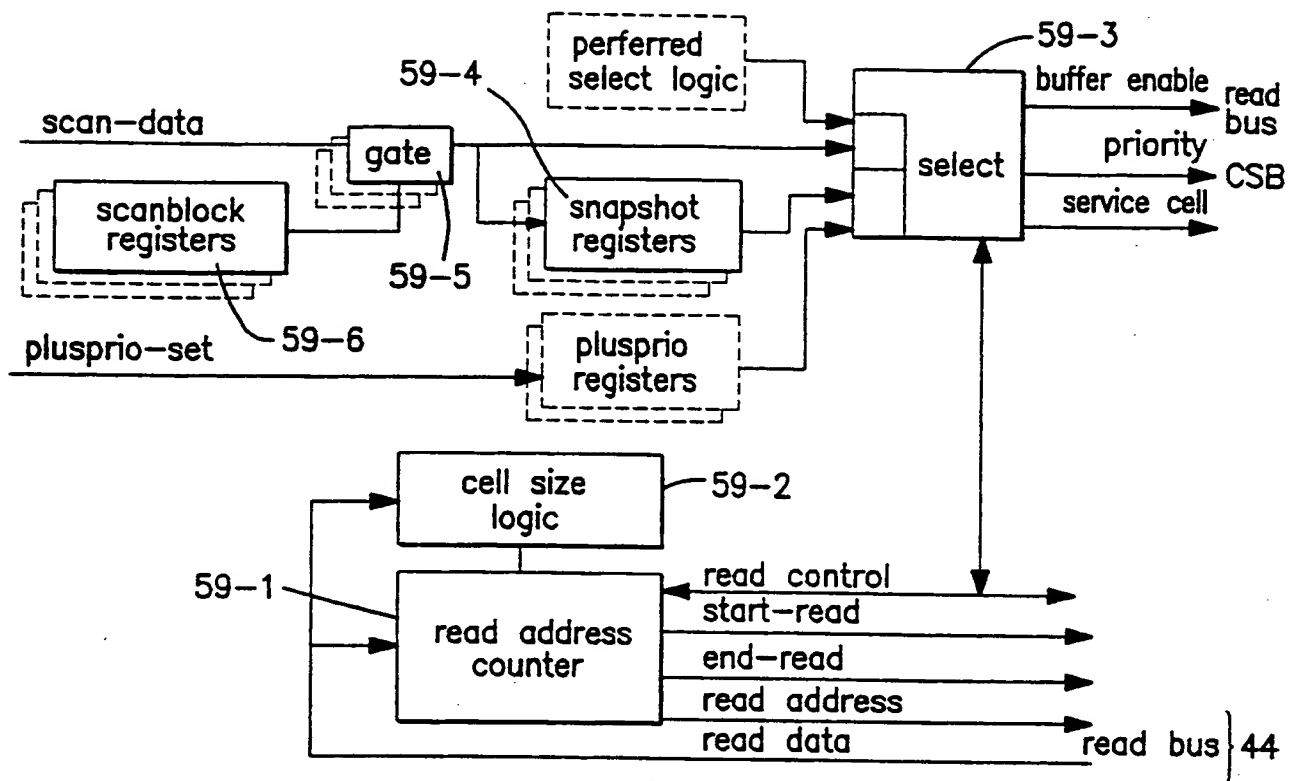 perferred
select logic
59-3
59-4
buffer enable
read
bus
scan-data
gate
priority
CSB
select
scanblock
registers
snapshot
registers
service cell
59-5
59-6
plusprio-set
plusprio
registers
cell size
logic
59-2
59-1
read control
start-read
read address
counter
end-read
read address
read data
read bus } 44